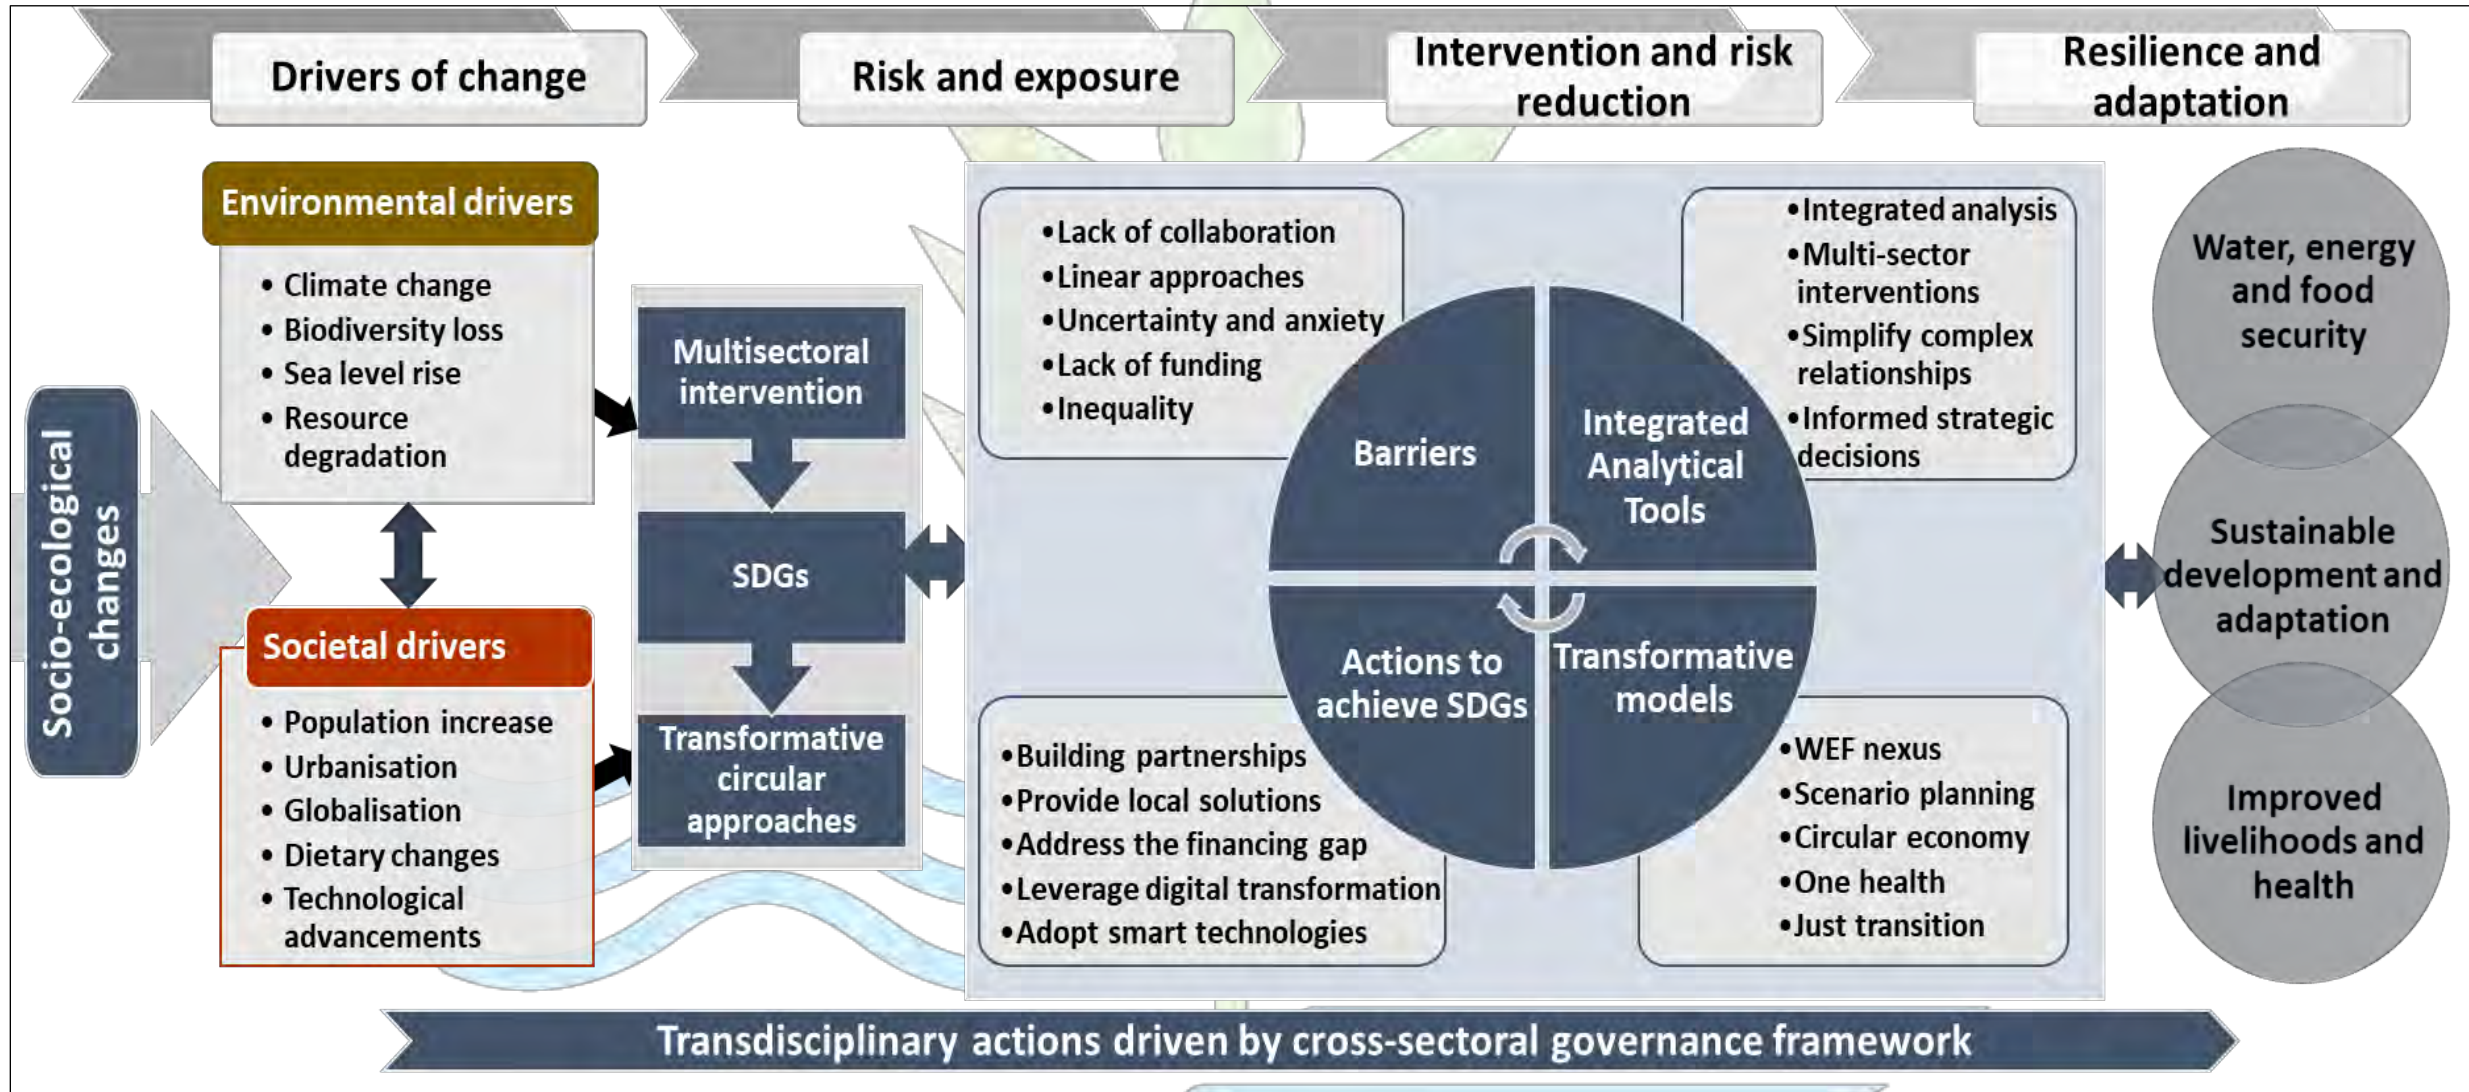 Drivers of change
Risk and exposure
Intervention and risk
reduction
Resilience and
adaptation
Socio-ecological
changes
Environmental drivers
• Climate change
• Biodiversity loss
• Sea level rise
• Resource
degradation
Societal drivers
• Population increase
• Urbanisation
• Globalisation
• Dietary changes
• Technological
advancements
Multisectoral
intervention
SDGs
Transformative
circular
approaches
•Lack of collaboration
•Linear approaches
•Uncertainty and anxiety
•Lack of funding
•Inequality
•Integrated analysis
•Multi-sector
interventions
•Simplify complex
relationships
•Informed strategic
decisions
Barriers
Integrated
Analytical
Tools
Actions to
achieve SDGs
Transformative
models
•Building partnerships
•Provide local solutions
•Address the financing gap
•Leverage digital transformation
•Adopt smart technologies
•WEF nexus
•Scenario planning
•Circular economy
•One health
•Just transition
Water, energy
and food
security
Sustainable
development and
adaptation
Improved
livelihoods and
health
Transdisciplinary actions driven by cross-sectoral governance framework